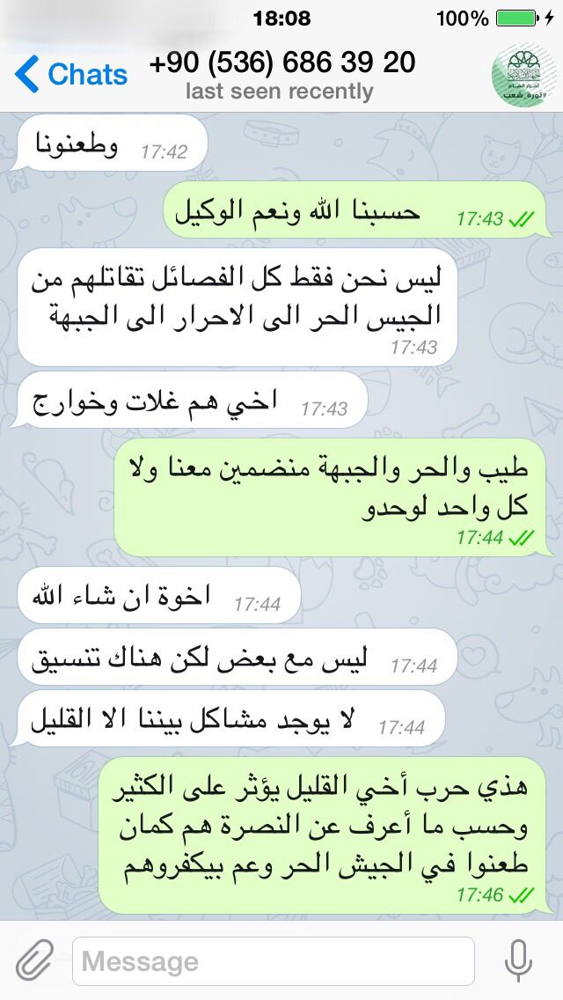 18:08
100%
Chats
+90 (536) 686 39 20
last seen recently
وطعنونا
17:42
حسبنا الله ونعم الوكيل
17:43
ليس نحن فقط كل الفصائل تقاتلهم من
الجيس الحر الى الاحرار الى الجبهة
17:43
اخي هم غلات وخوارج
17:43
طيب والحر والجبهة منضمين معنا ولا
كل واحد لوحدو
17:44
اخوة ان شاء الله
17:44
ليس مع بعض لكن هناك تنسيق
17:44
لا يوجد مشاكل بيننا الا القليل
17:44
هذي حرب أخي القليل يؤثر على الكثير
وحسب ما أعرف عن النصرة هم كمان
طعنوا في الجيش الحر وعم بيكفروهم
17:46
Message